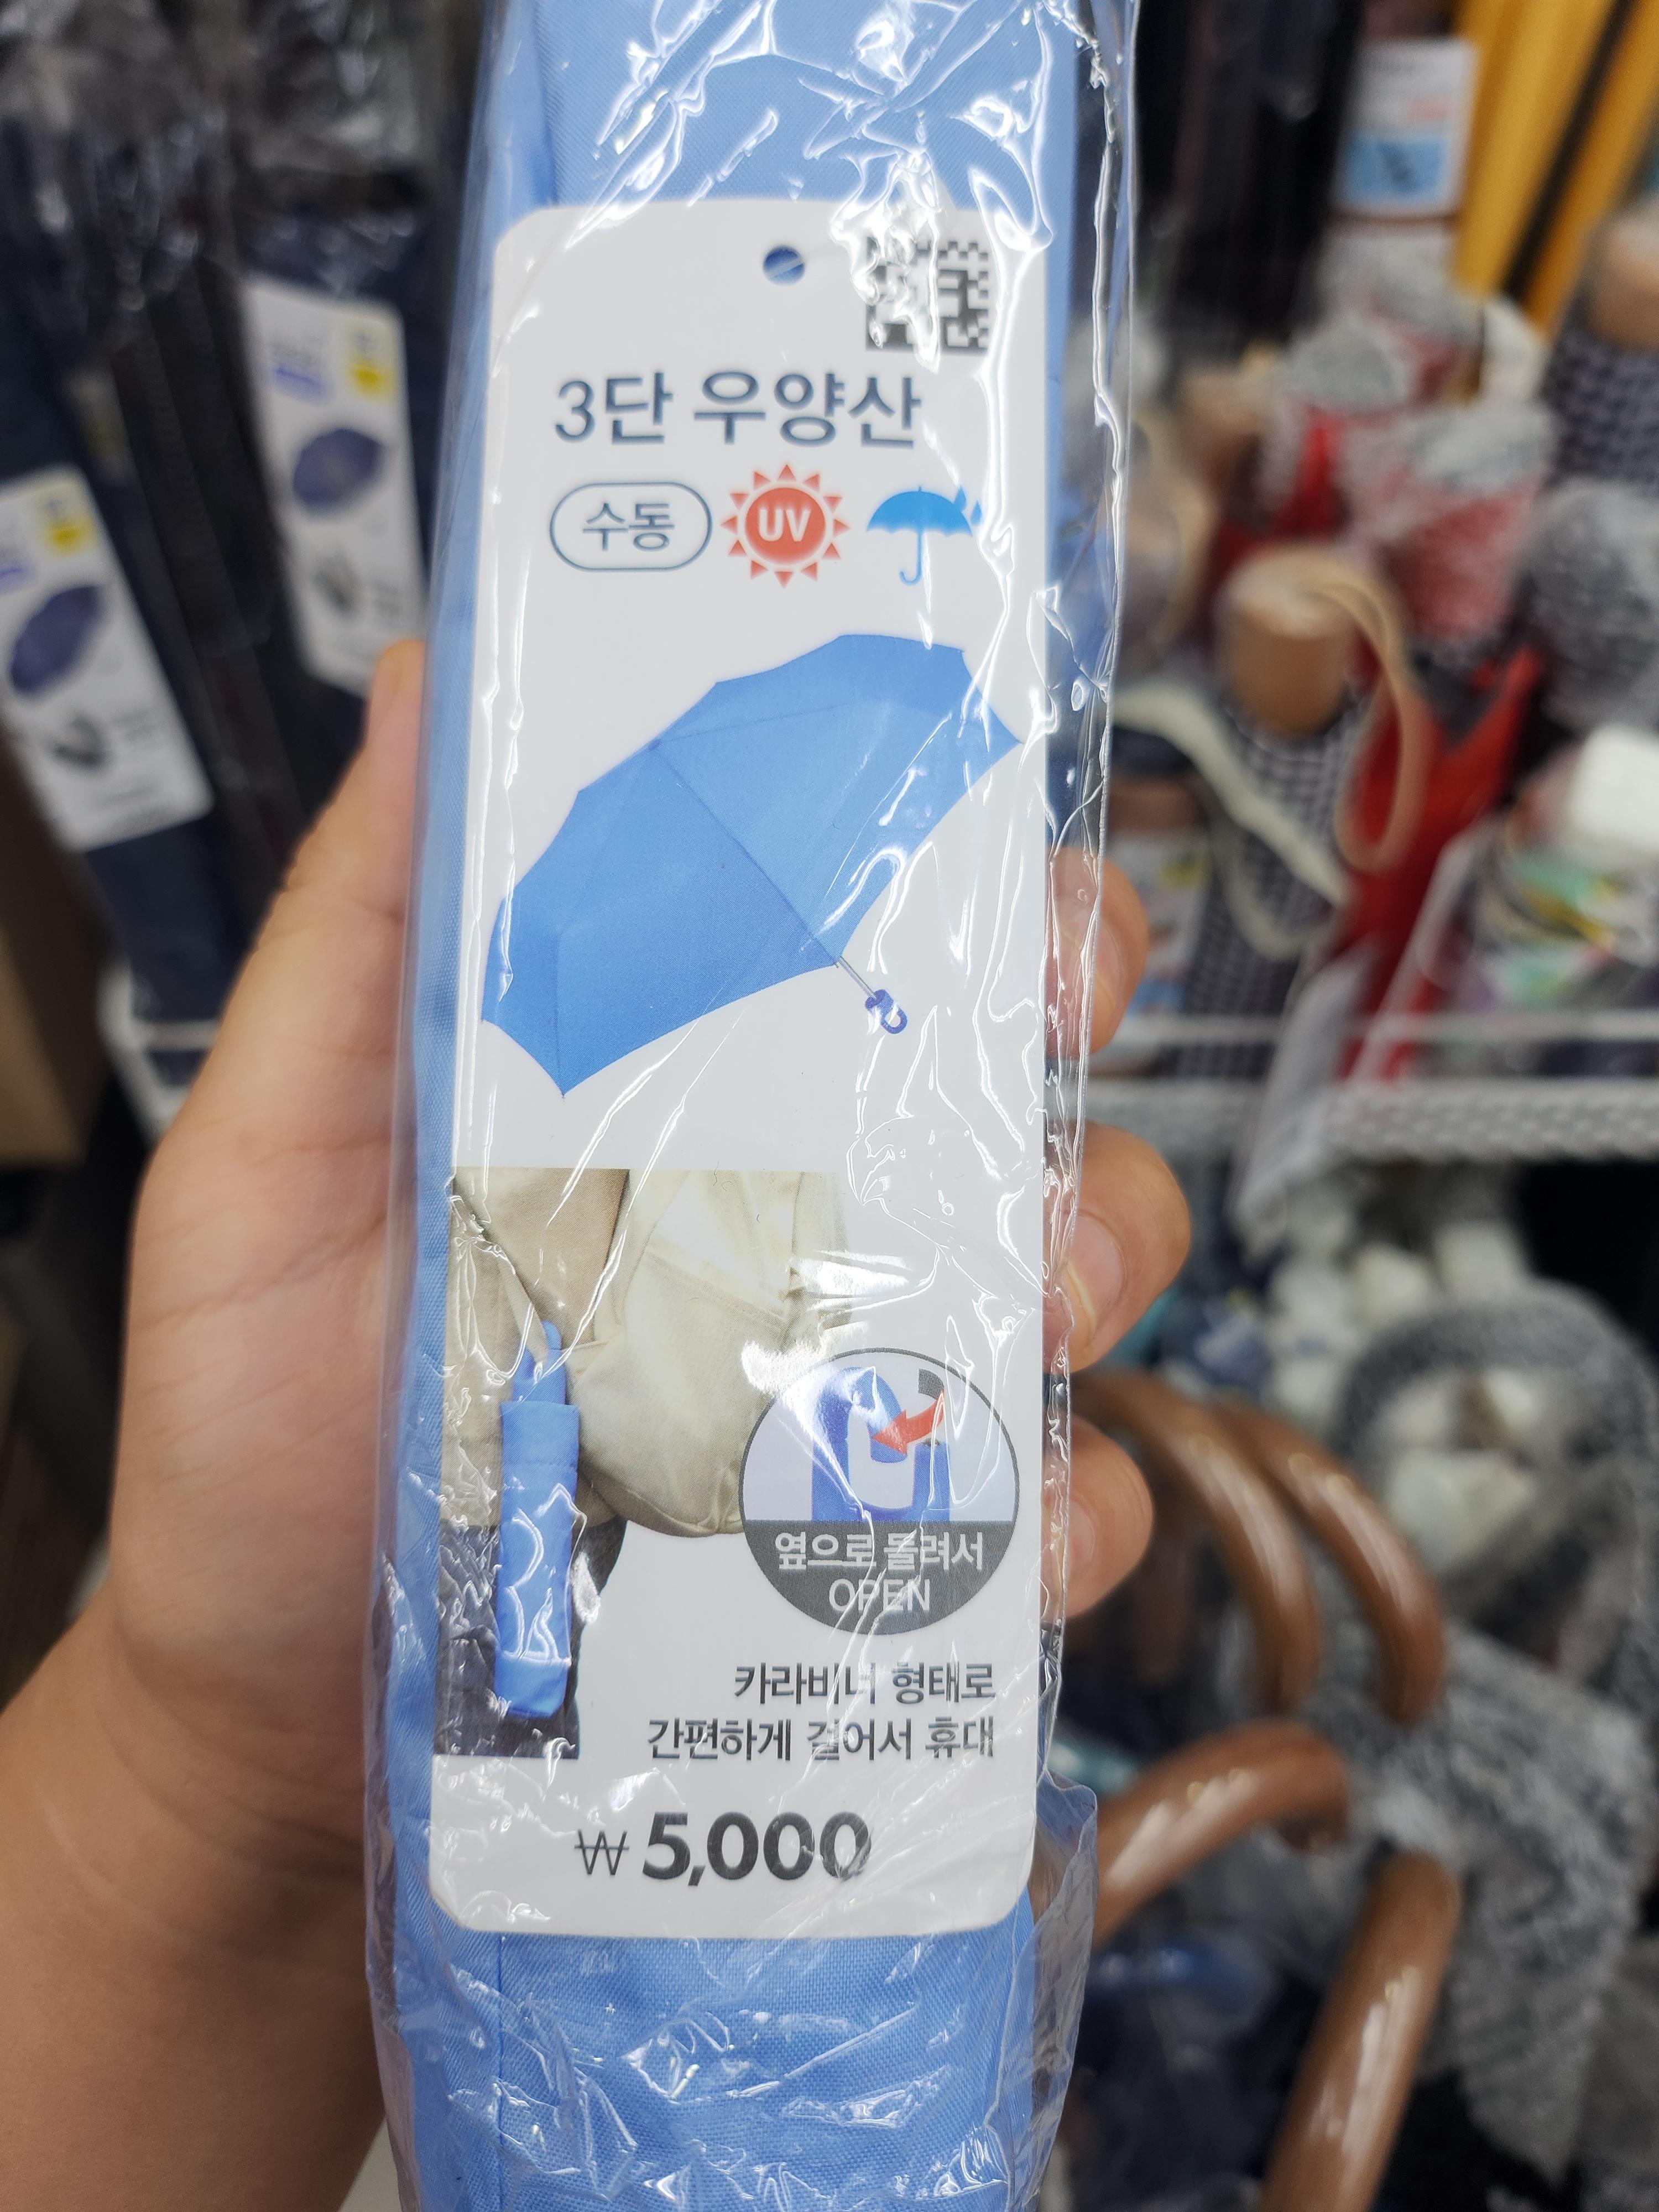 3단 우양산
수동 UV
옆으로 돌려서
OPEN
카라비너 형태로
간편하게 걸어서 휴대
₩5,000